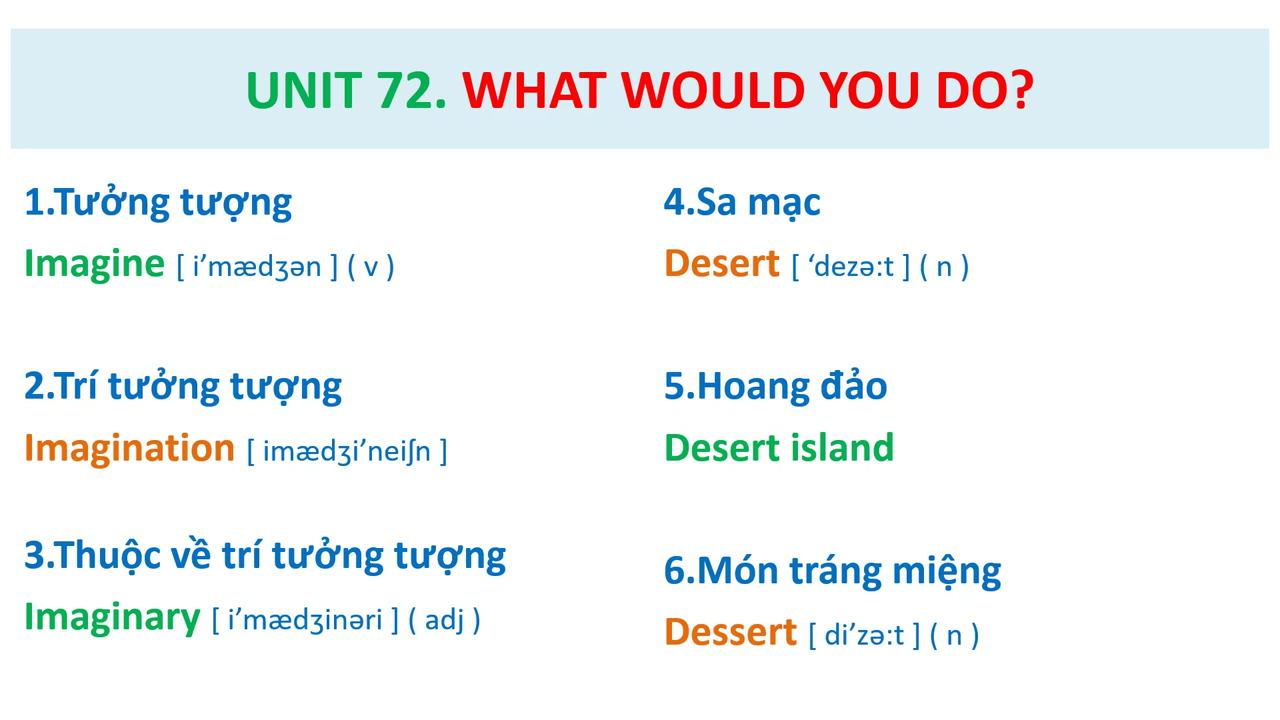 UNIT 72. WHAT WOULD YOU DO?
1.Tưởng tượng
Imagine [ i’mædʒən ] ( v )
2.Trí tưởng tượng
Imagination [ imædʒi’neiʃn ]
3.Thuộc về trí tưởng tượng
Imaginary [ i’mædʒinəri ] ( adj )
4.Sa mạc
Desert [ ‘dezə:t ] ( n )
5.Hoang đảo
Desert island
6.Món tráng miệng
Dessert [ di’zə:t ] ( n )